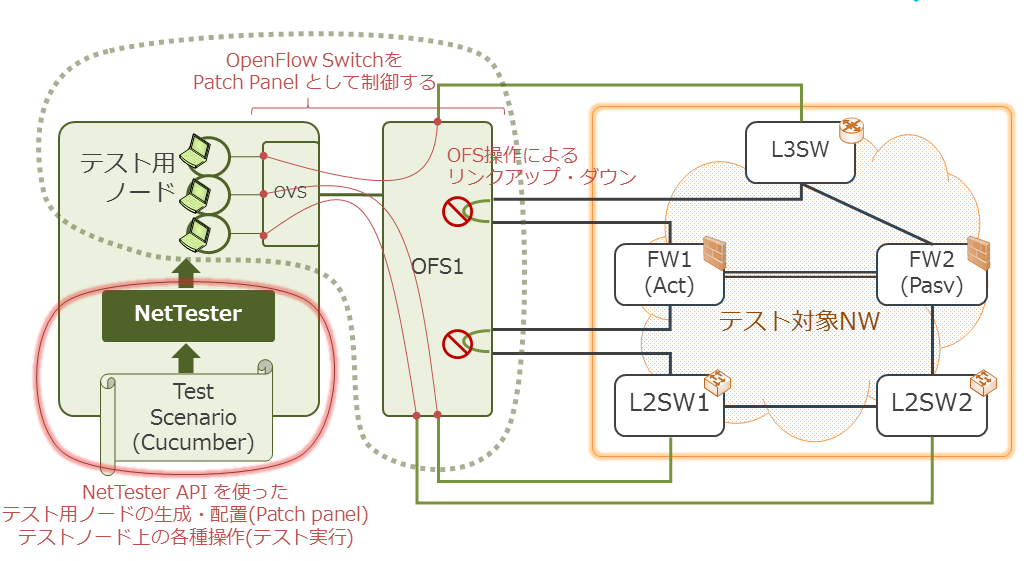 OpenFlow Switchを
Patch Panel として制御する
テスト用
ノード
OVS
OFS操作による
リンクアップ・ダウン
L3SW
OFS1
FW1
(Act)
FW2
(Pasv)
NetTester
テスト対象NW
Test
Scenario
(Cucumber)
L2SW1
L2SW2
NetTester API を使った
テスト用ノードの生成・配置(Patch panel)
テストノード上の各種操作(テスト実行)